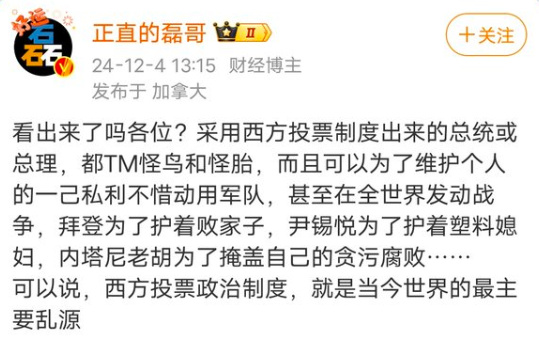 好运
石
石石
正直的磊哥
II
＋关注
24-12-4 13:15 财经博主
发布于 加拿大
看出来了吗各位？采用西方投票制度出来的总统或
总理，都TM怪鸟和怪胎，而且可以为了维护个人
的一己私利不惜动用军队，甚至在全世界发动战
争，拜登为了护着败家子，尹锡悦为了护着塑料媳
妇，内塔尼老胡为了掩盖自己的贪污腐败……
可以说，西方投票政治制度，就是当今世界的最主
要乱源